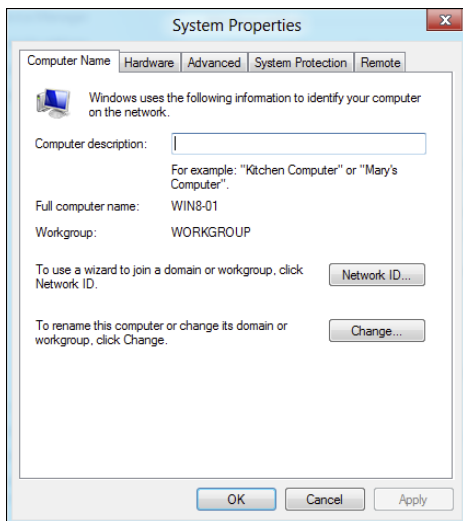 System Properties
Computer Name Hardware Advanced System Protection Remote
Windows uses the following information to identify your computer
on the network.
Computer description:
For example: "Kitchen Computer" or "Mary's
Computer".
Full computer name: WIN8-01
Workgroup: WORKGROUP
To use a wizard to join a domain or workgroup, click
Network ID.
Network ID...
To rename this computer or change its domain or
workgroup, click Change.
Change...
OK Cancel Apply